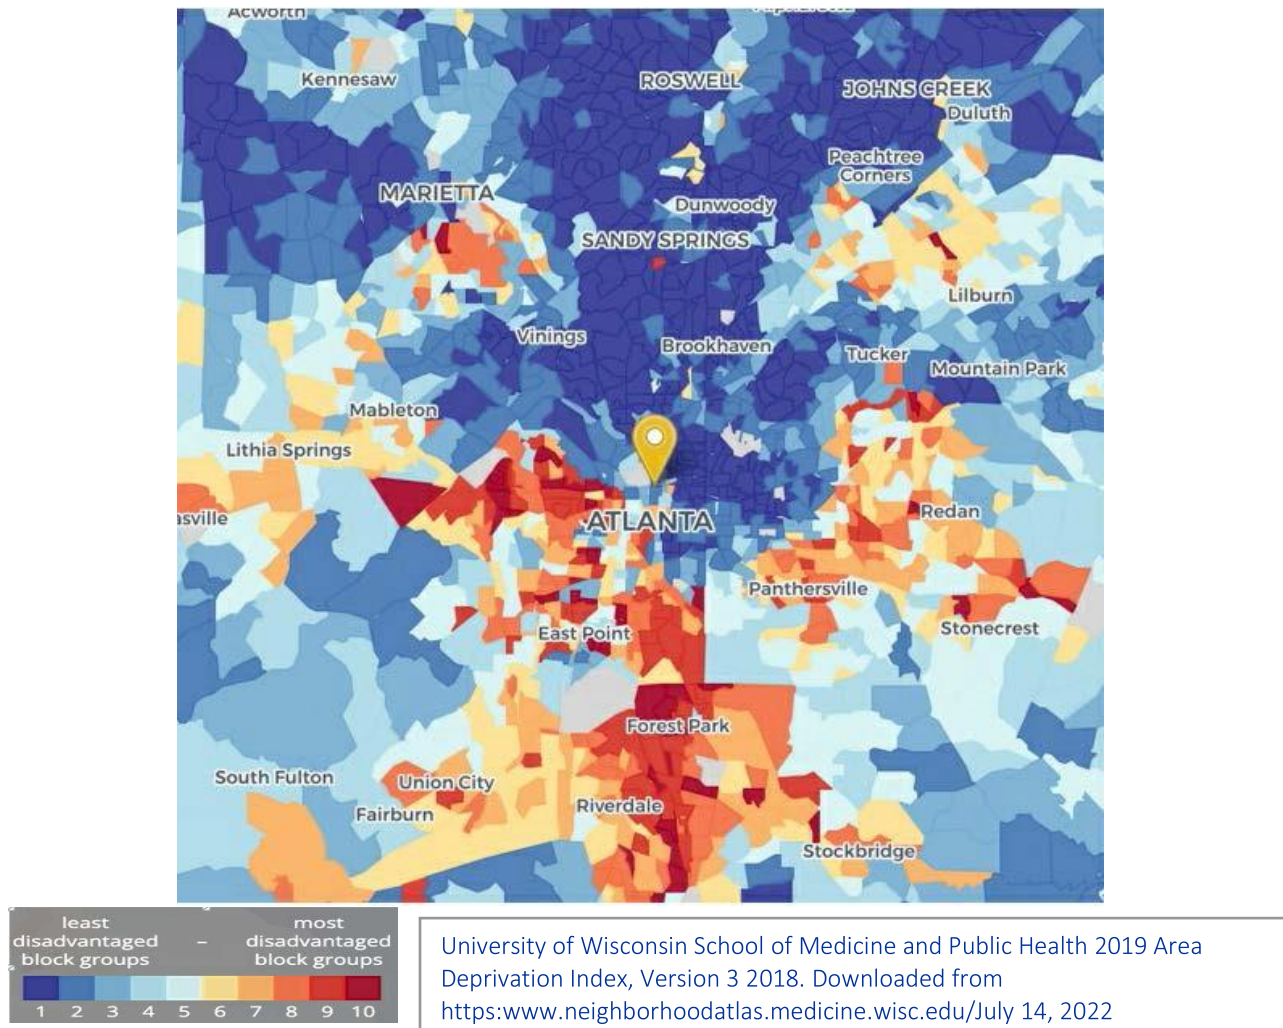 Acworth
Kennesaw
ROSWELL
JOHNS CREEK
Duluth
Peachtree
Corners
MARIETTA
Dunwoody
SANDY SPRINGS
Lilburn
Vinings
Brookhaven
Tucker
Mountain Park
Mableton
Lithia Springs
ATLANTA
Redan
asville
Panthersville
East Point
Stonecrest
Forest Park
South Fulton
Union City
Fairburn
Riverdale
Stockbridge
least
disadvantaged
block groups
–
most
disadvantaged
block groups
1 2 3 4 5 6 7 8 9 10
University of Wisconsin School of Medicine and Public Health 2019 Area
Deprivation Index, Version 3 2018. Downloaded from
https:www.neighborhoodatlas.medicine.wisc.edu/July 14, 2022